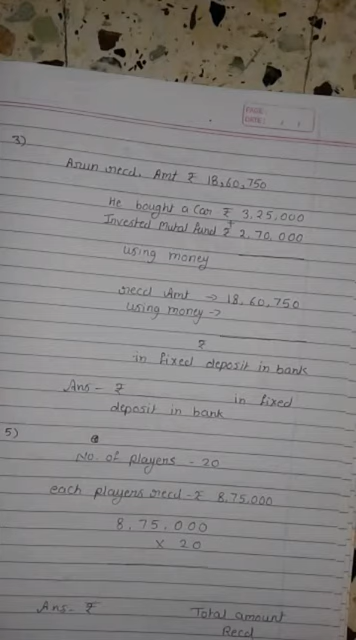 PAGE:
DATE: / /
3)
Arun recd. Amt ₹ 18,60,750
He bought a Car ₹ 3,25,000
+
Invested Mutal Fund ₹ 2,70,000
using money
recd Amt → 18,60,750
using money →
₹
in fixed deposit in bank
Ans - ₹ in fixed
deposit in bank
5)
No. of players - 20
each players recd - ₹ 8,75,000
8,75,000
x 20
Ans - ₹ Total amount
Recd